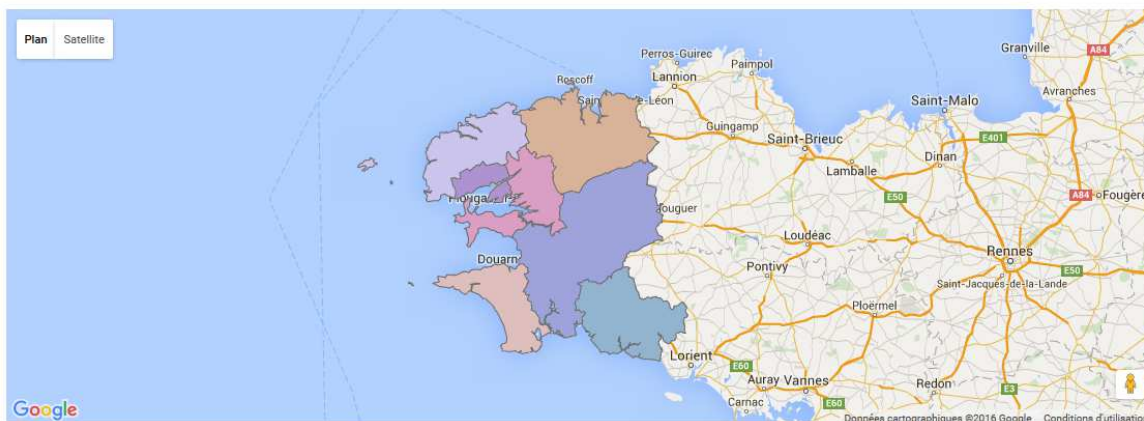 Plan Satellite
Granville
A84
Perros-Guirec
Paimpol
Lannion
Roscoff
Avranches
Saint-Malo
Guingamp
Saint-Brieuc
E401
Dinan
Lamballe
E50
A84
Fougère
Loudéac
Rennes
E50
Douarn
Pontivy
Saint-Jacques-de-la-Lande
Ploërmel
Lorient
E60
Auray Vannes
Redon
E3
Carnac
E60
Google
Données cartographiques ©2016 Google Conditions d'utilisation